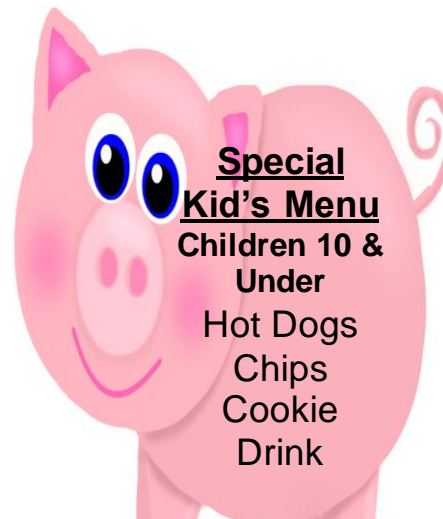 Special
Kid's Menu
Children 10 &
Under
Hot Dogs
Chips
Cookie
Drink